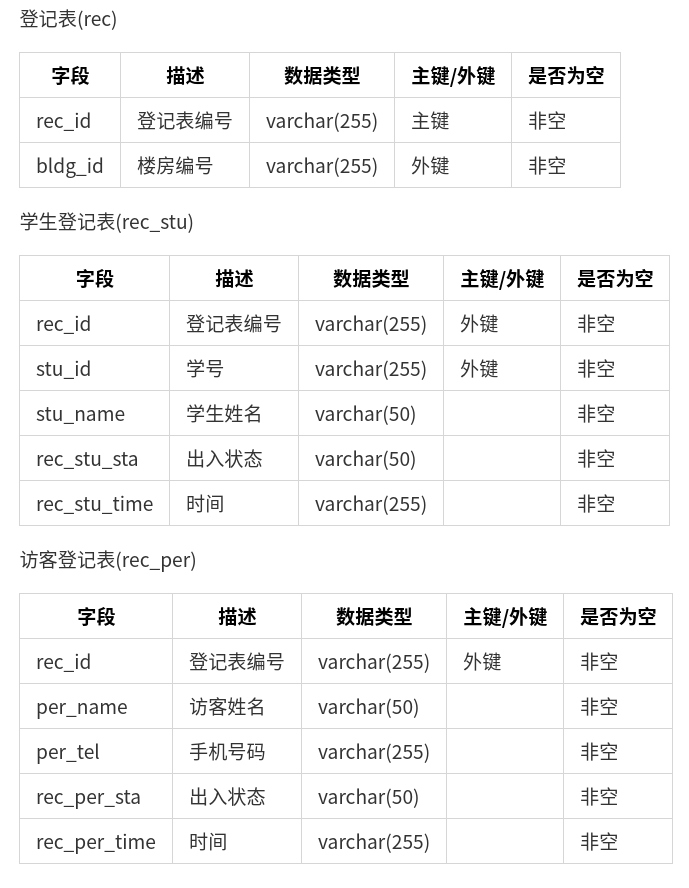 登记表(rec)
字段 描述 数据类型 主键/外键 是否为空
rec_id 登记表编号 varchar(255) 主键 非空
bldg_id 楼房编号 varchar(255) 外键 非空
学生登记表(rec_stu)
字段 描述 数据类型 主键/外键 是否为空
rec_id 登记表编号 varchar(255) 外键 非空
stu_id 学号 varchar(255) 外键 非空
stu_name 学生姓名 varchar(50) 非空
rec_stu_sta 出入状态 varchar(50) 非空
rec_stu_time 时间 varchar(255) 非空
访客登记表(rec_per)
字段 描述 数据类型 主键/外键 是否为空
rec_id 登记表编号 varchar(255) 外键 非空
per_name 访客姓名 varchar(50) 非空
per_tel 手机号码 varchar(255) 非空
rec_per_sta 出入状态 varchar(50) 非空
rec_per_time 时间 varchar(255) 非空